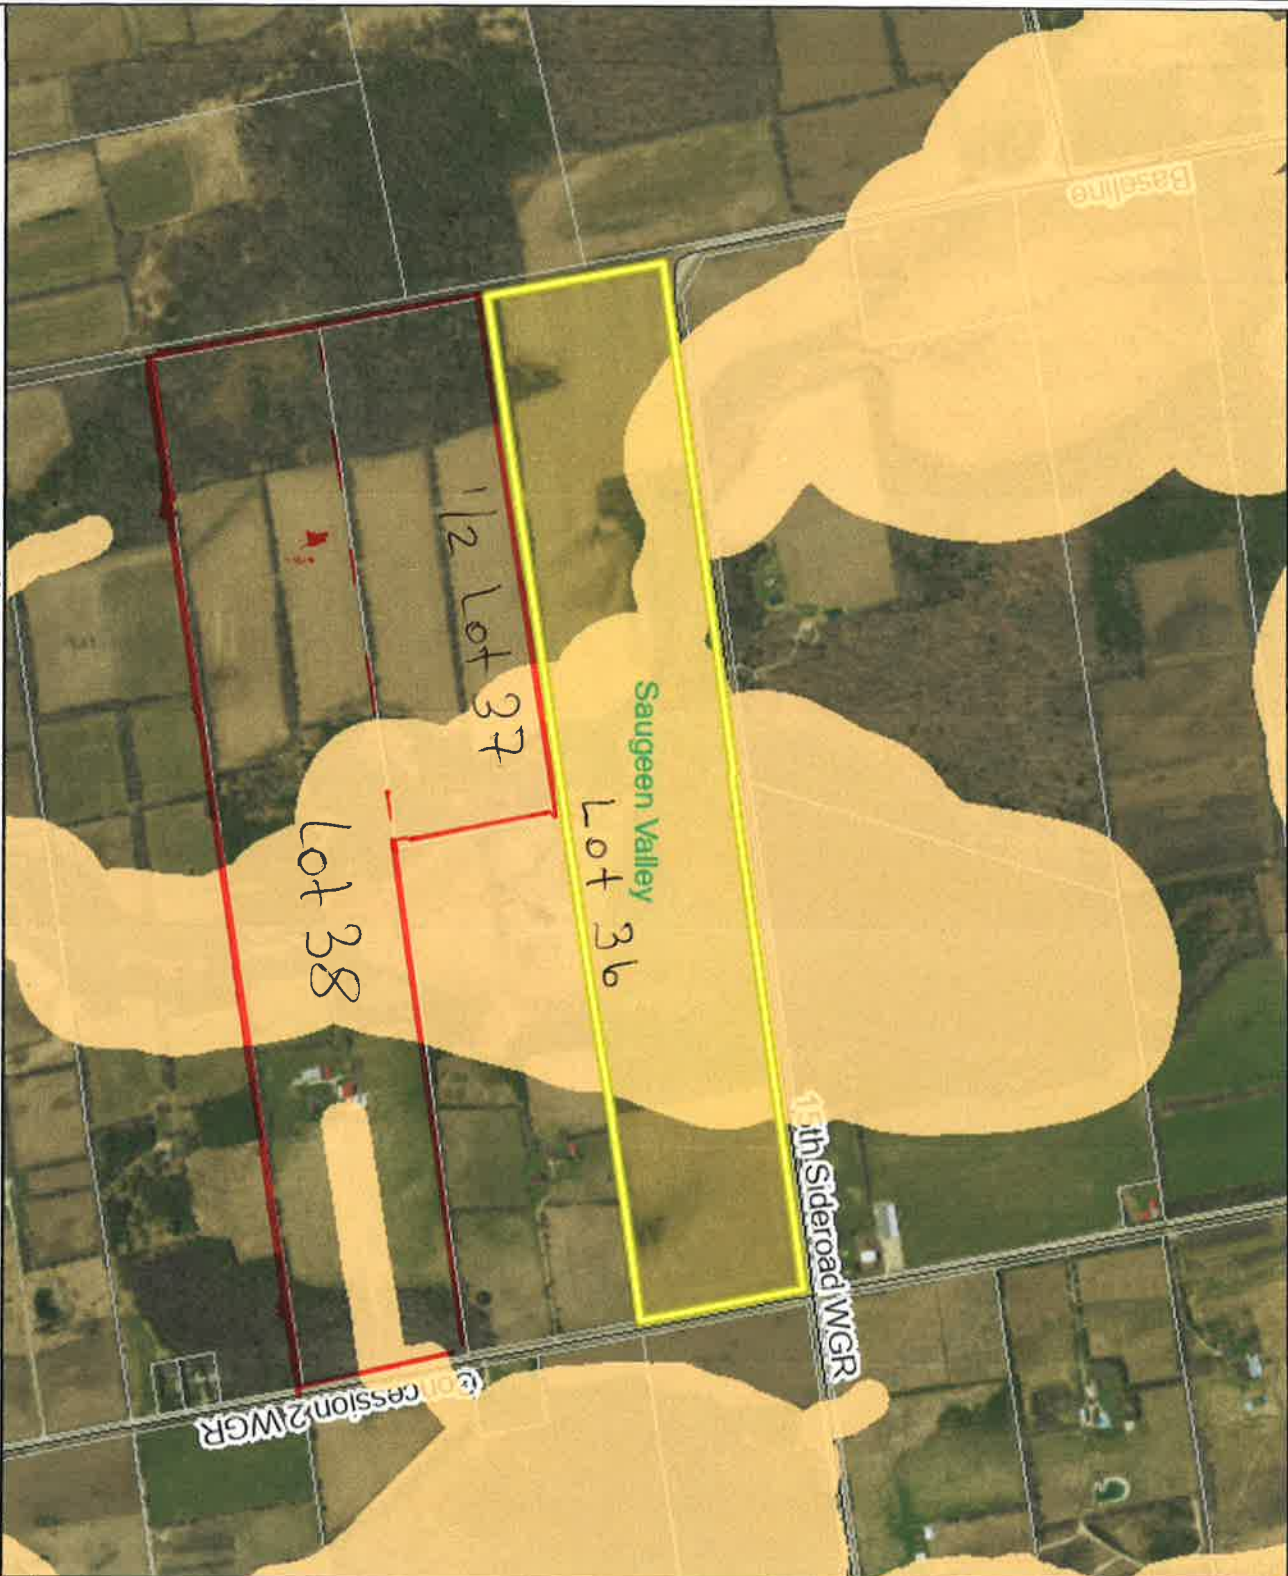 Baseline
Saugeen Valley
Lot 36
1/2 Lot 37
Lot 38
15th Sideroad WGR
Concession 2 WGR